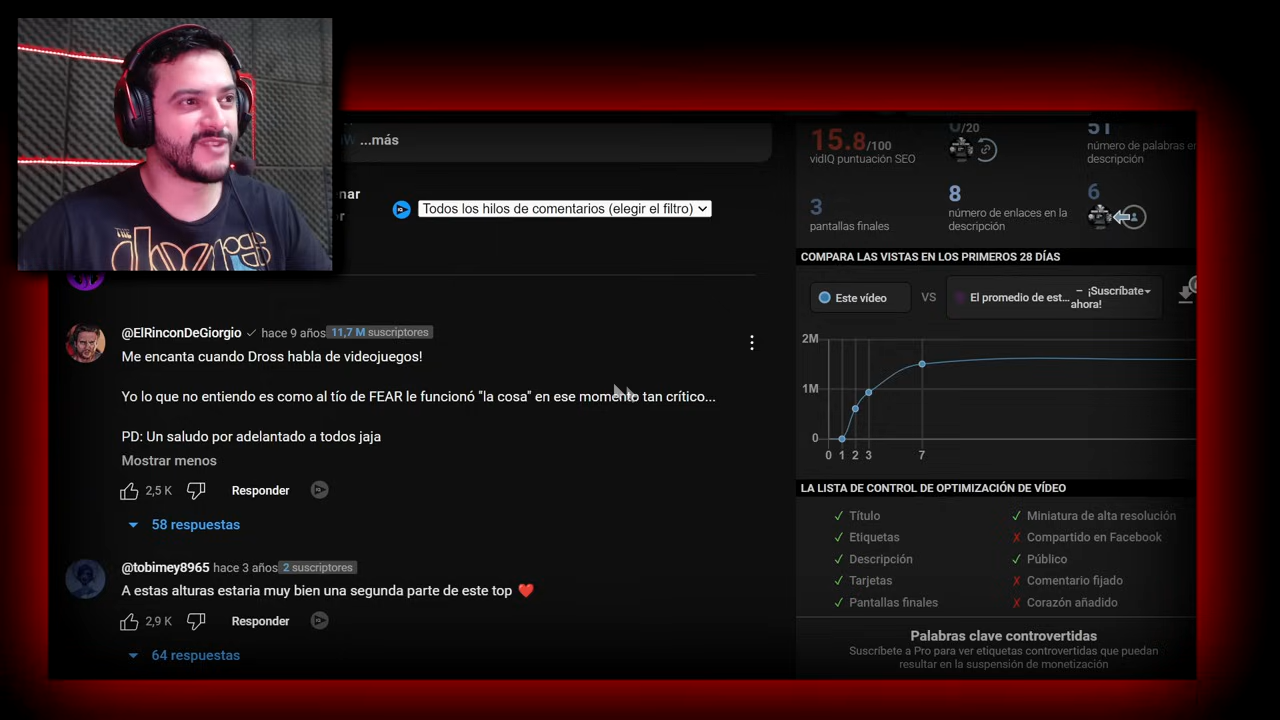 THE
doors
...más
nar
Todos los hilos de comentarios (elegir el filtro)
@ElRinconDeGiorgio hace 9 años 11,7 M suscriptores
Me encanta cuando Dross habla de videojuegos!
Yo lo que no entiendo es como al tío de FEAR le funcionó "la cosa" en ese momento tan crítico...
PD: Un saludo por adelantado a todos jaja
Mostrar menos
2,5 K Responder
58 respuestas
@tobimey8965 hace 3 años 2 suscriptores
A estas alturas estaria muy bien una segunda parte de este top ❤️
2,9 K Responder
64 respuestas
15.8/100
vidIQ puntuación SEO
0/20
51
número de palabras en
descripción
3
pantallas finales
8
número de enlaces en la
descripción
6
COMPARA LAS VISTAS EN LOS PRIMEROS 28 DÍAS
Este vídeo VS El promedio de est... – ¡Suscríbate
ahora!
2M
1M
0
0 1 2 3 7
LA LISTA DE CONTROL DE OPTIMIZACIÓN DE VÍDEO
✓ Título
✓ Etiquetas
✓ Descripción
✓ Tarjetas
✓ Pantallas finales
✓ Miniatura de alta resolución
✗ Compartido en Facebook
✓ Público
✗ Comentario fijado
✗ Corazón añadido
Palabras clave controvertidas
Suscríbete a Pro para ver etiquetas controvertidas que puedan
resultar en la suspensión de monetización